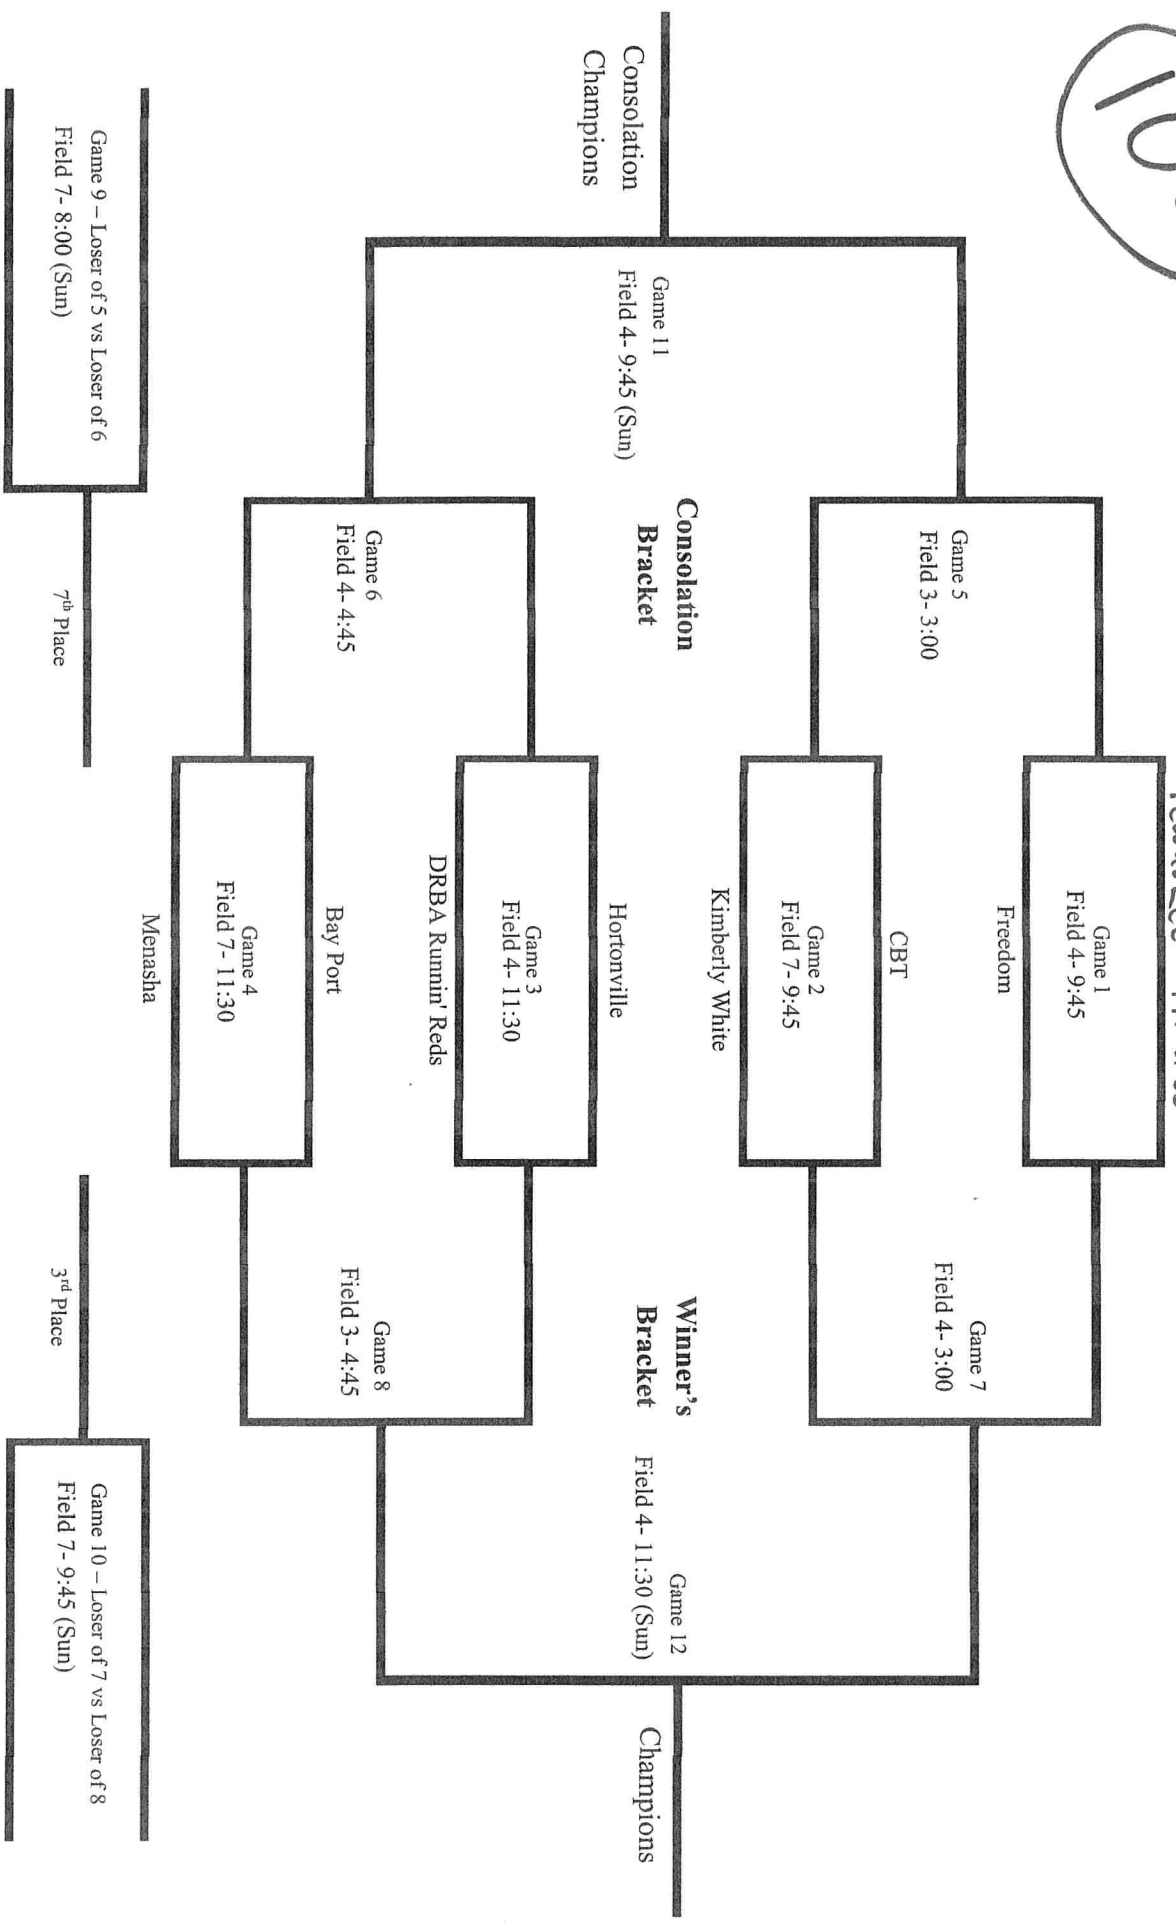 Freedom
Game 1
Field 4- 9:45
CBT
Game 2
Field 7- 9:45
Kimberly White
Hortonville
Game 3
Field 4- 11:30
DRBA Runnin' Reds
Bay Port
Game 4
Field 7- 11:30
Menasha
Game 5
Field 3- 3:00
Game 6
Field 4- 4:45
Consolation
Bracket
Game 11
Field 4- 9:45 (Sun)
Consolation
Champions
Game 7
Field 4- 3:00
Game 8
Field 3- 4:45
Winner's
Bracket
Game 12
Field 4- 11:30 (Sun)
Champions
Game 9 – Loser of 5 vs Loser of 6
Field 7- 8:00 (Sun)
7th Place
3rd Place
Game 10 – Loser of 7 vs Loser of 8
Field 7- 9:45 (Sun)